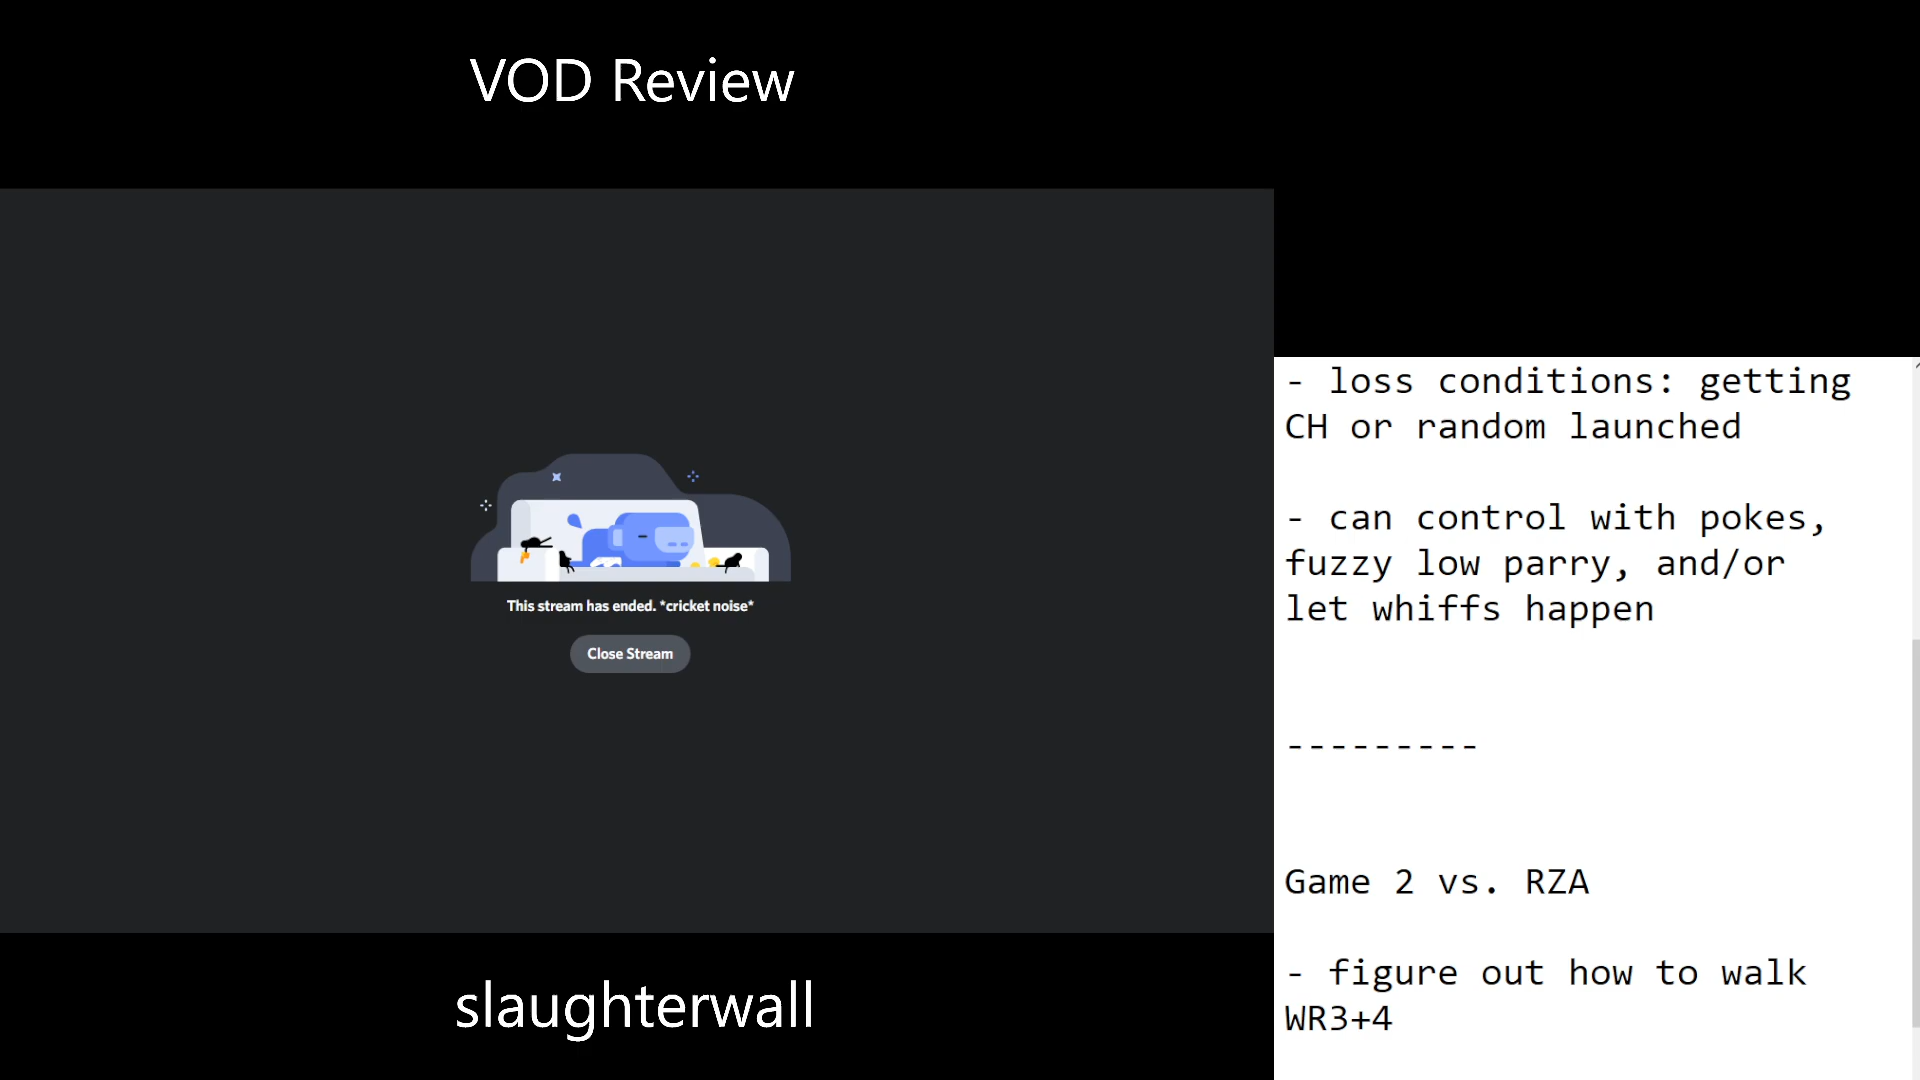 VOD Review
This stream has ended. *cricket noise*
Close Stream
slaughterwall
- loss conditions: getting
CH or random launched
- can control with pokes,
fuzzy low parry, and/or
let whiffs happen
---------
Game 2 vs. RZA
- figure out how to walk
WR3+4